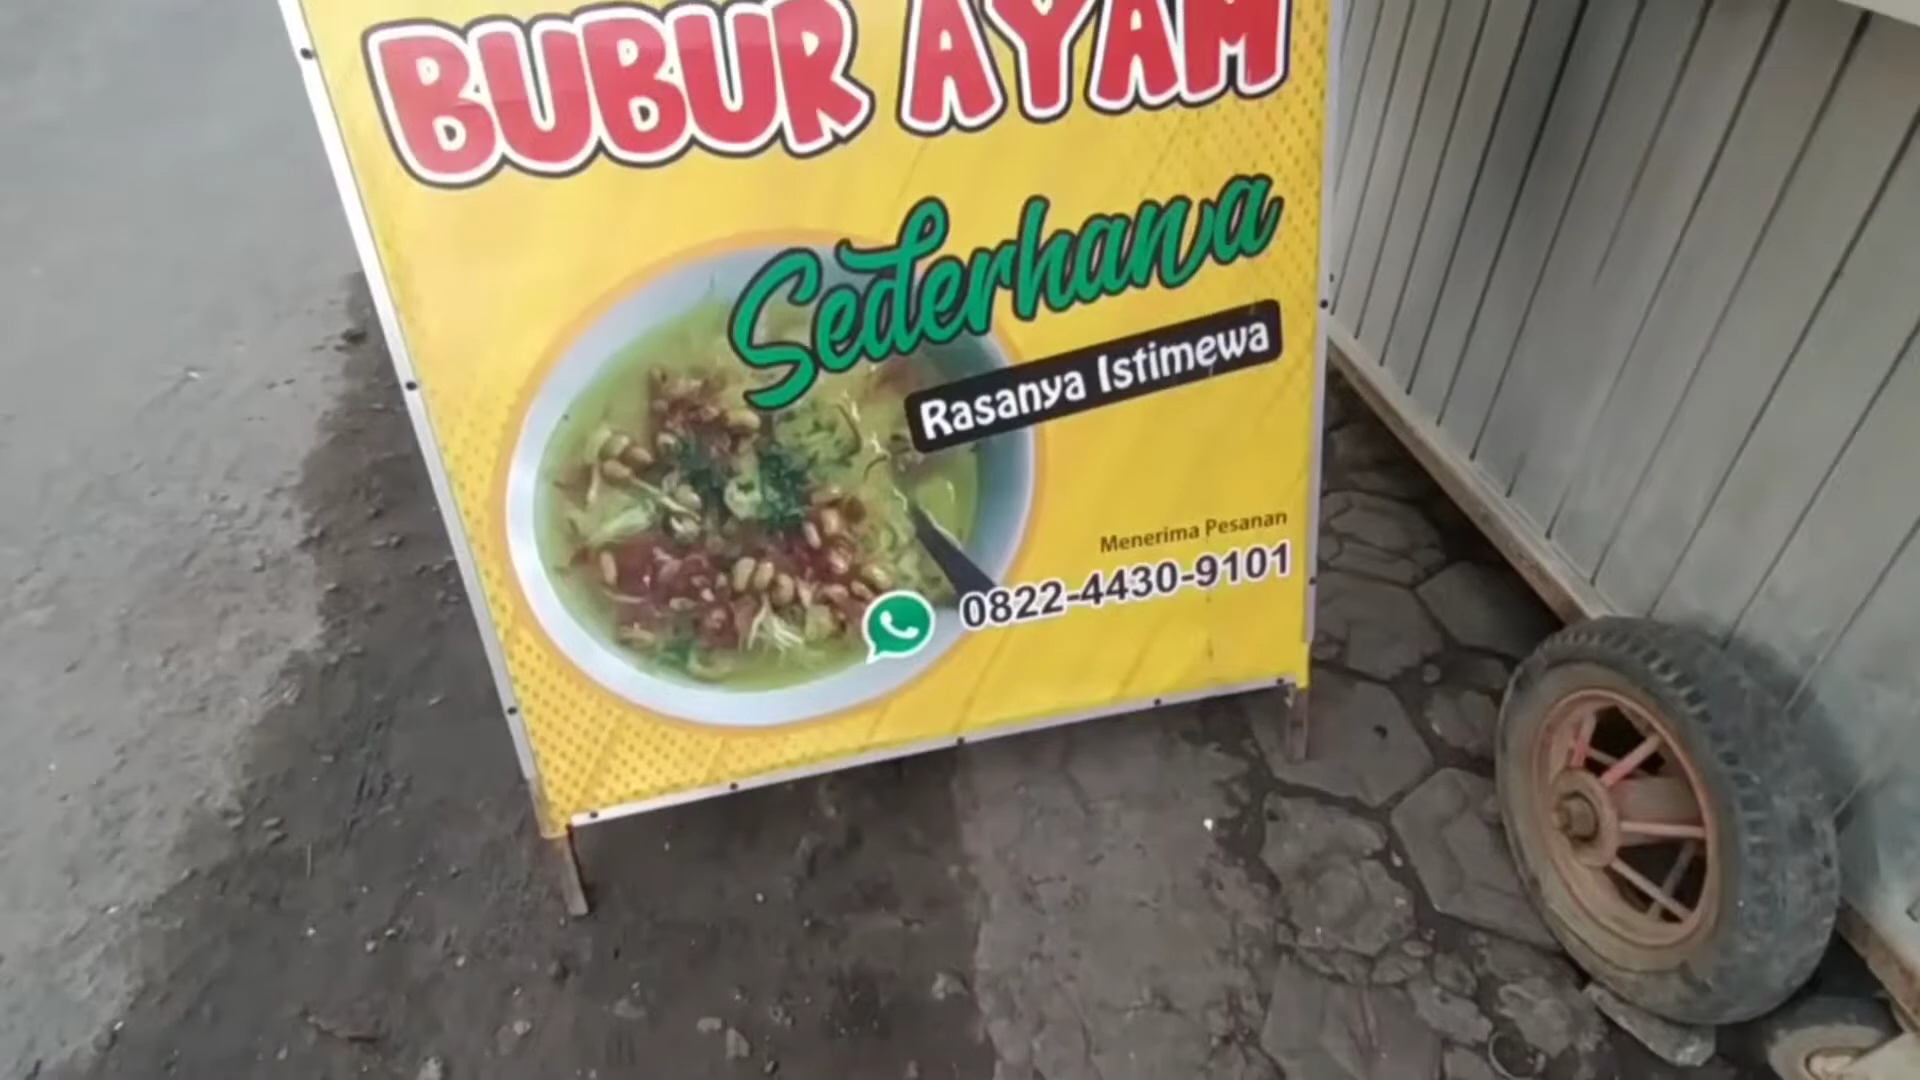 BUBUR AYAM
Sederhana
Rasanya Istimewa
Menerima Pesanan
0822-4430-9101